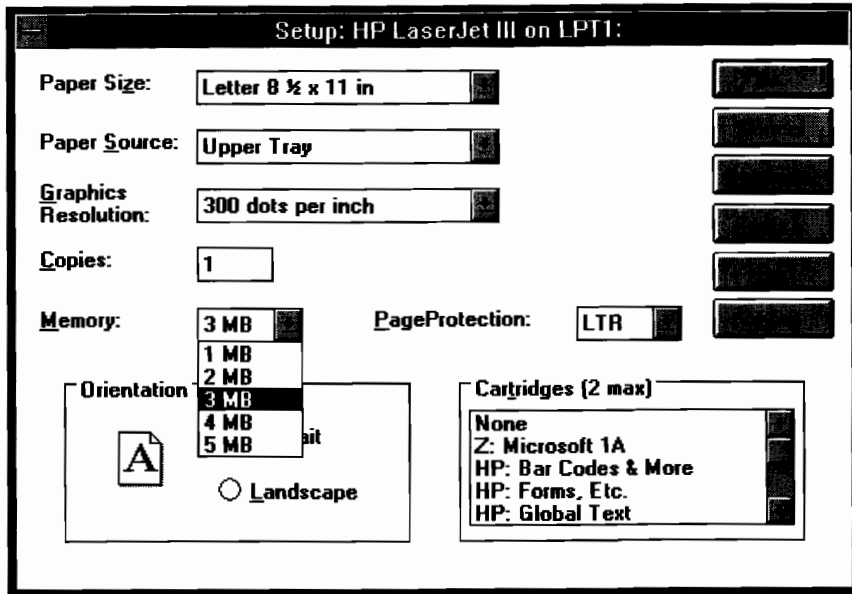 Setup: HP LaserJet III on LPT1:
Paper Size:
Letter 8 ½ x 11 in
Paper Source:
Upper Tray
Graphics
Resolution:
300 dots per inch
Copies:
1
Memory:
3 MB
PageProtection:
LTR
1 MB
2 MB
3 MB
4 MB
5 MB
Orientation
ait
Landscape
A
Cartridges (2 max)
None
Z: Microsoft 1A
HP: Bar Codes & More
HP: Forms, Etc.
HP: Global Text